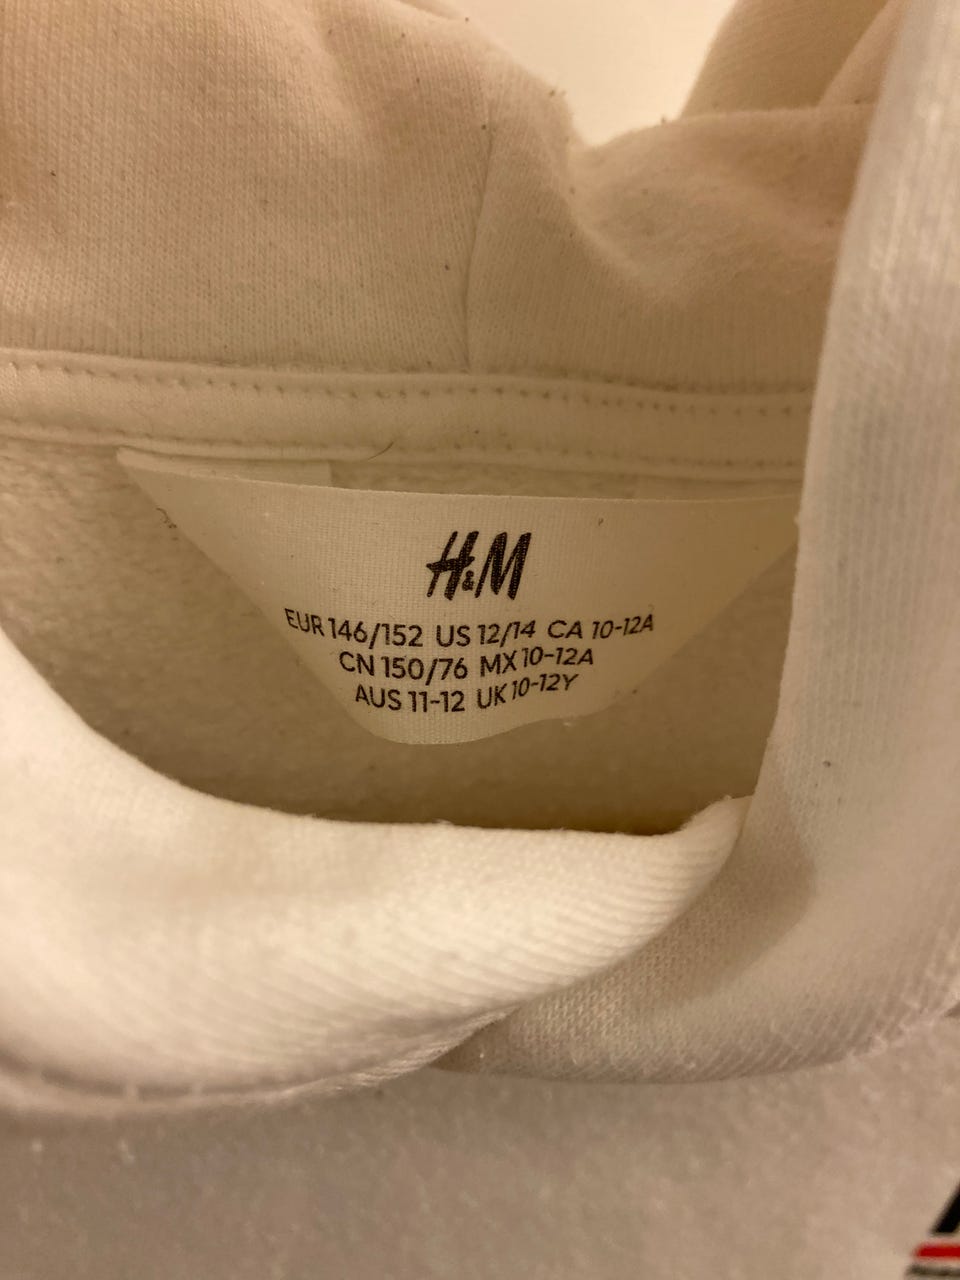 H&M
EUR 146/152 US 12/14 CA 10-12A
CN 150/76 MX 10-12A
AUS 11-12 UK 10-12Y